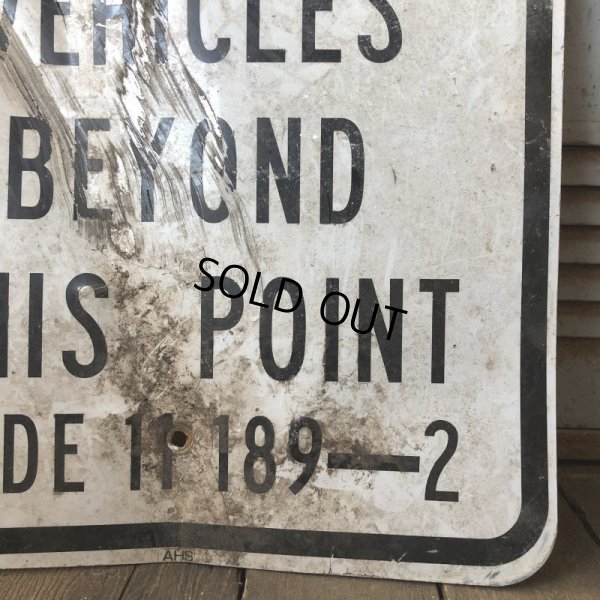 VEHICLES
BEYOND
HIS POINT
SOLD OUT
DE 11 189—2
AHS